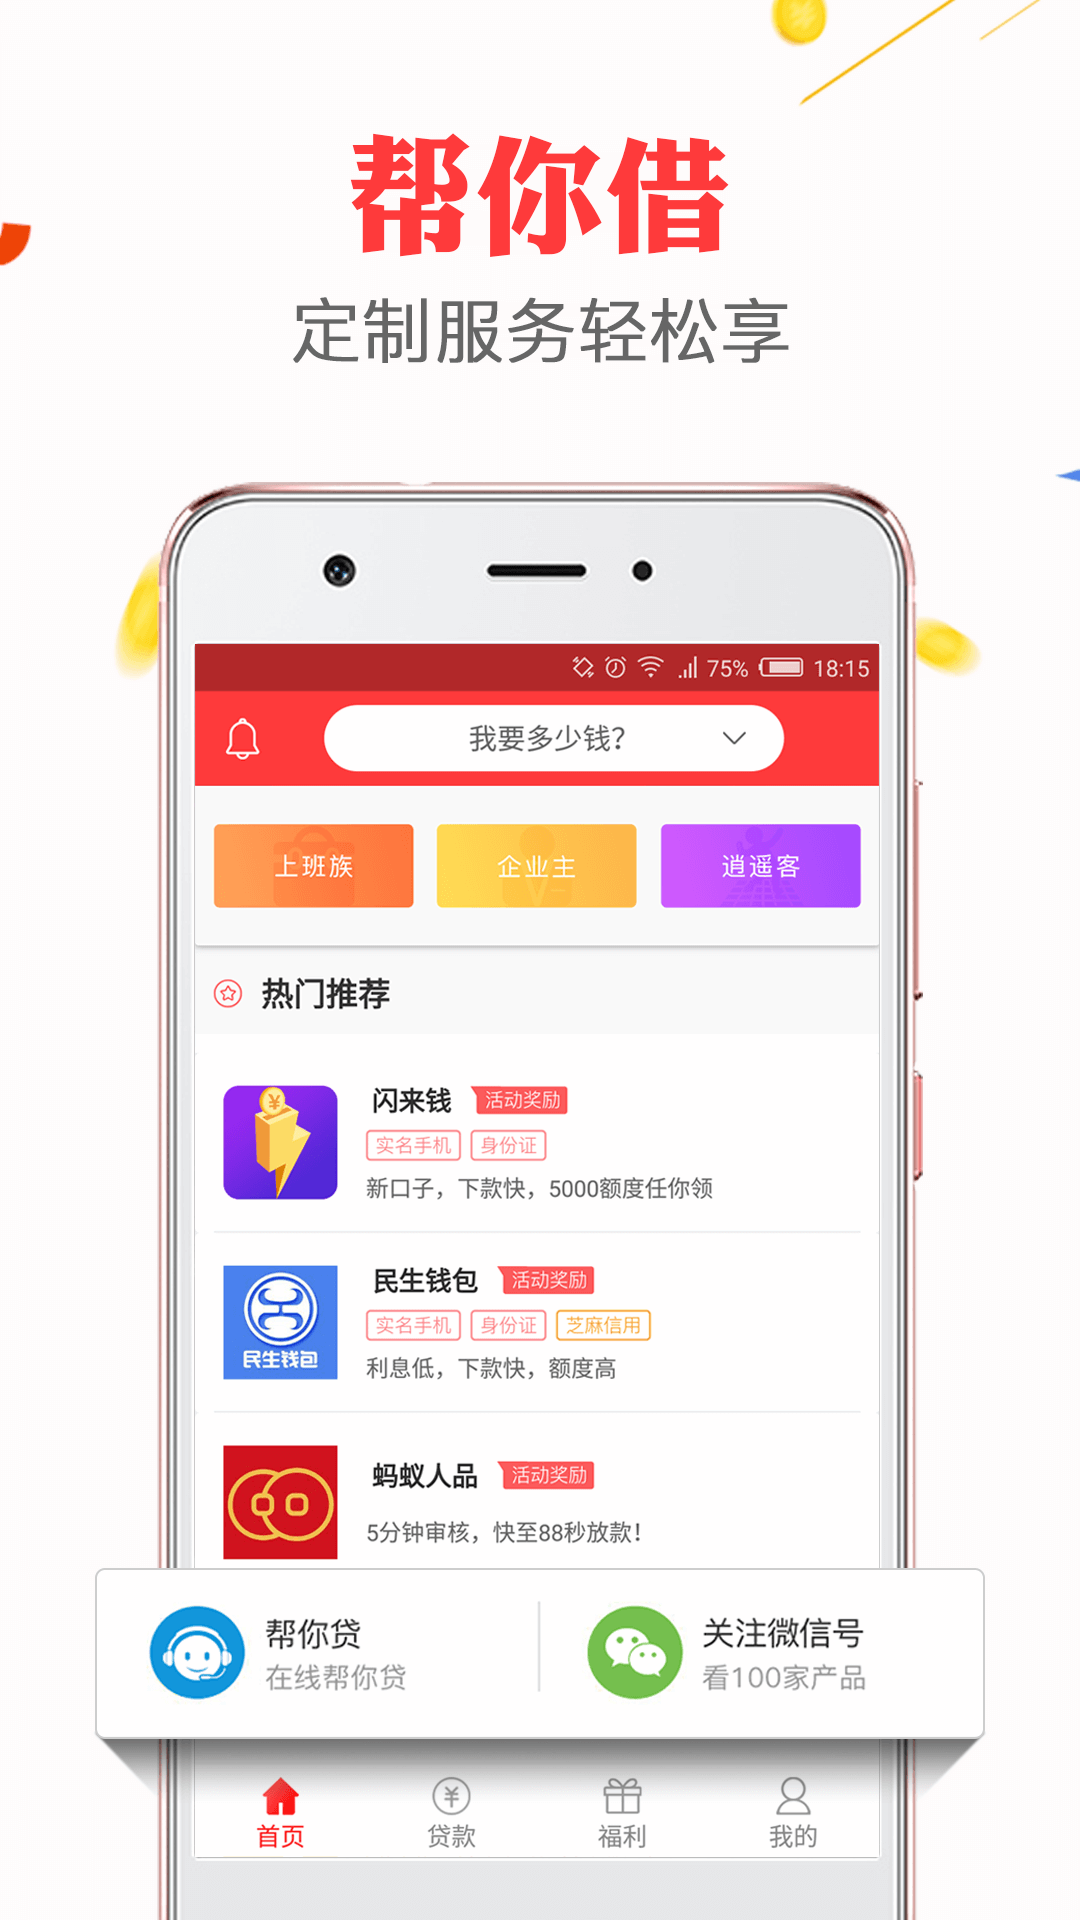 帮你借
定制服务轻松享
75% 18:15
我要多少钱?
上班族 企业主 逍遥客
热门推荐
闪来钱 活动奖励
实名手机 身份证
新口子，下款快，5000额度任你领
民生钱包 活动奖励
实名手机 身份证 芝麻信用
民生钱包
利息低，下款快，额度高
蚂蚁人品 活动奖励
5分钟审核，快至88秒放款！
帮你贷 关注微信号
在线帮你贷 看100家产品
首页 贷款 福利 我的